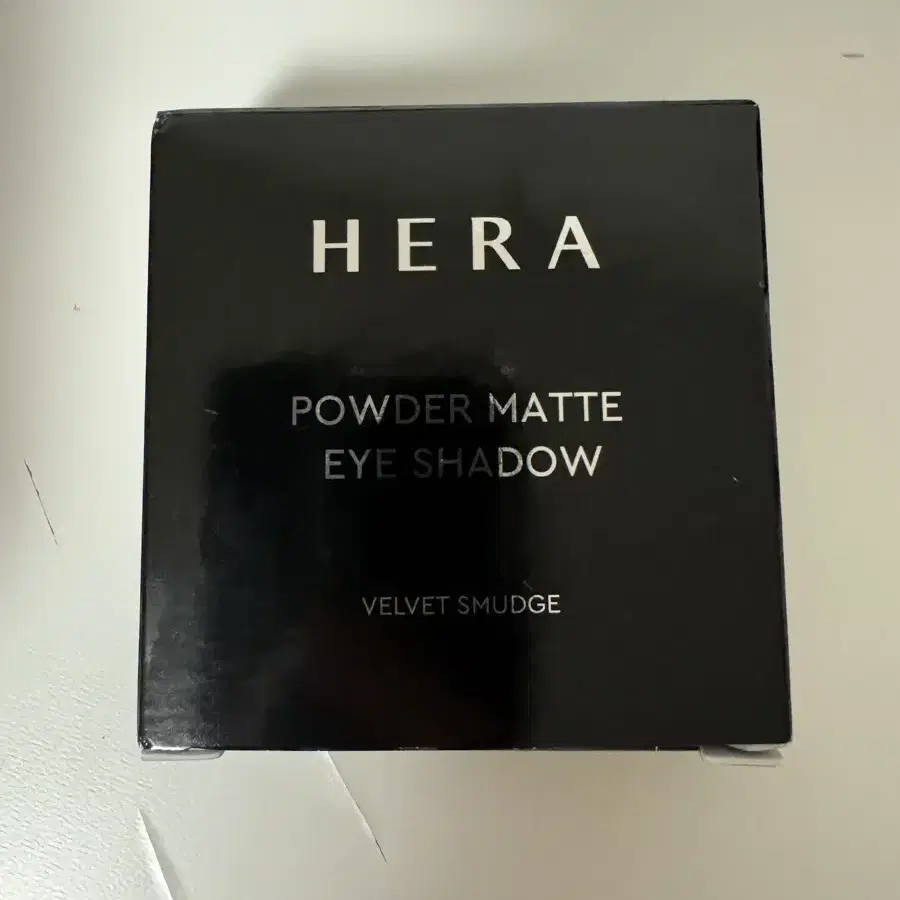 HERA
POWDER MATTE
EYE SHADOW
VELVET SMUDGE